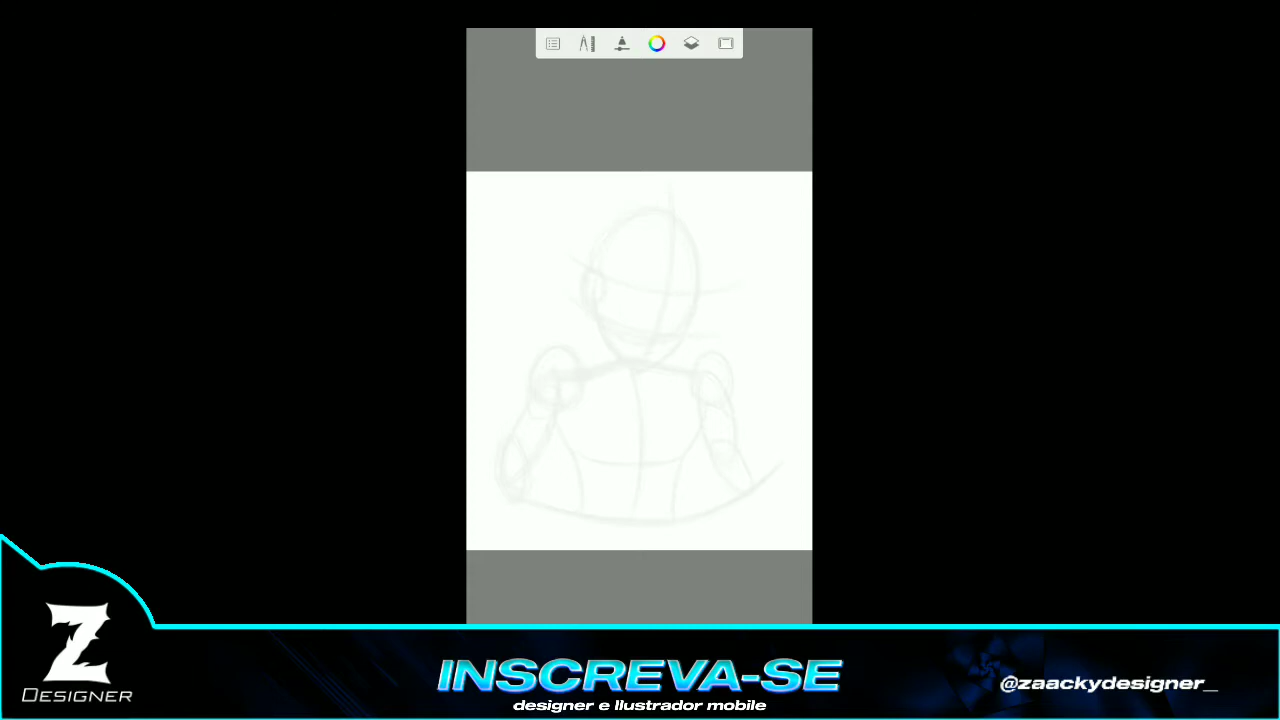 INSCREVA-SE
designer e Ilustrador mobile
@zaackydesigner_
Z
DESIGNER